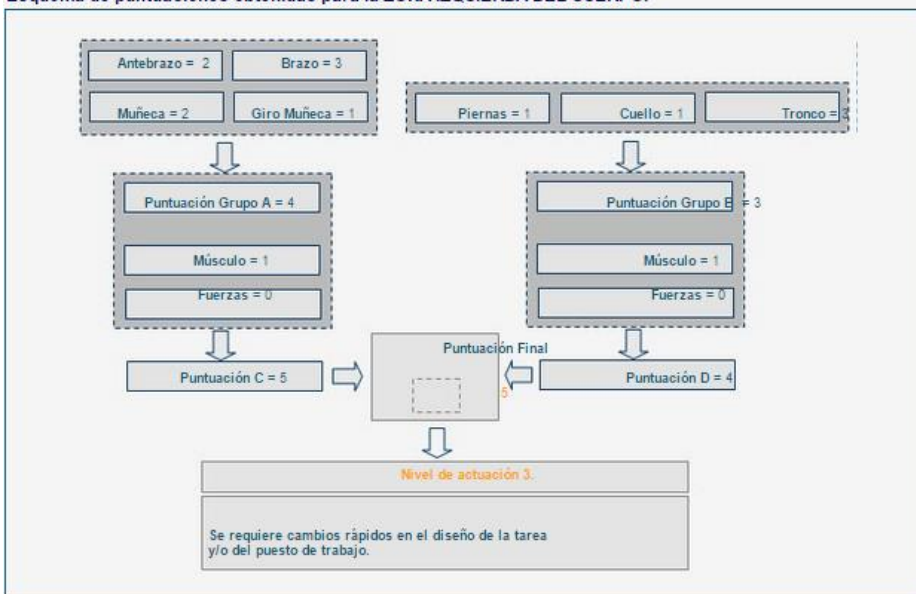 Antebrazo = 2
Brazo = 3
Muñeca = 2
Giro Muñeca = 1
Piernas = 1
Cuello = 1
Tronco = 3
Puntuación Grupo A = 4
Músculo = 1
Fuerzas = 0
Puntuación Grupo B = 3
Músculo = 1
Fuerzas = 0
Puntuación C = 5
Puntuación Final
5
Puntuación D = 4
Nivel de actuación 3.
Se requiere cambios rápidos en el diseño de la tarea
y/o del puesto de trabajo.